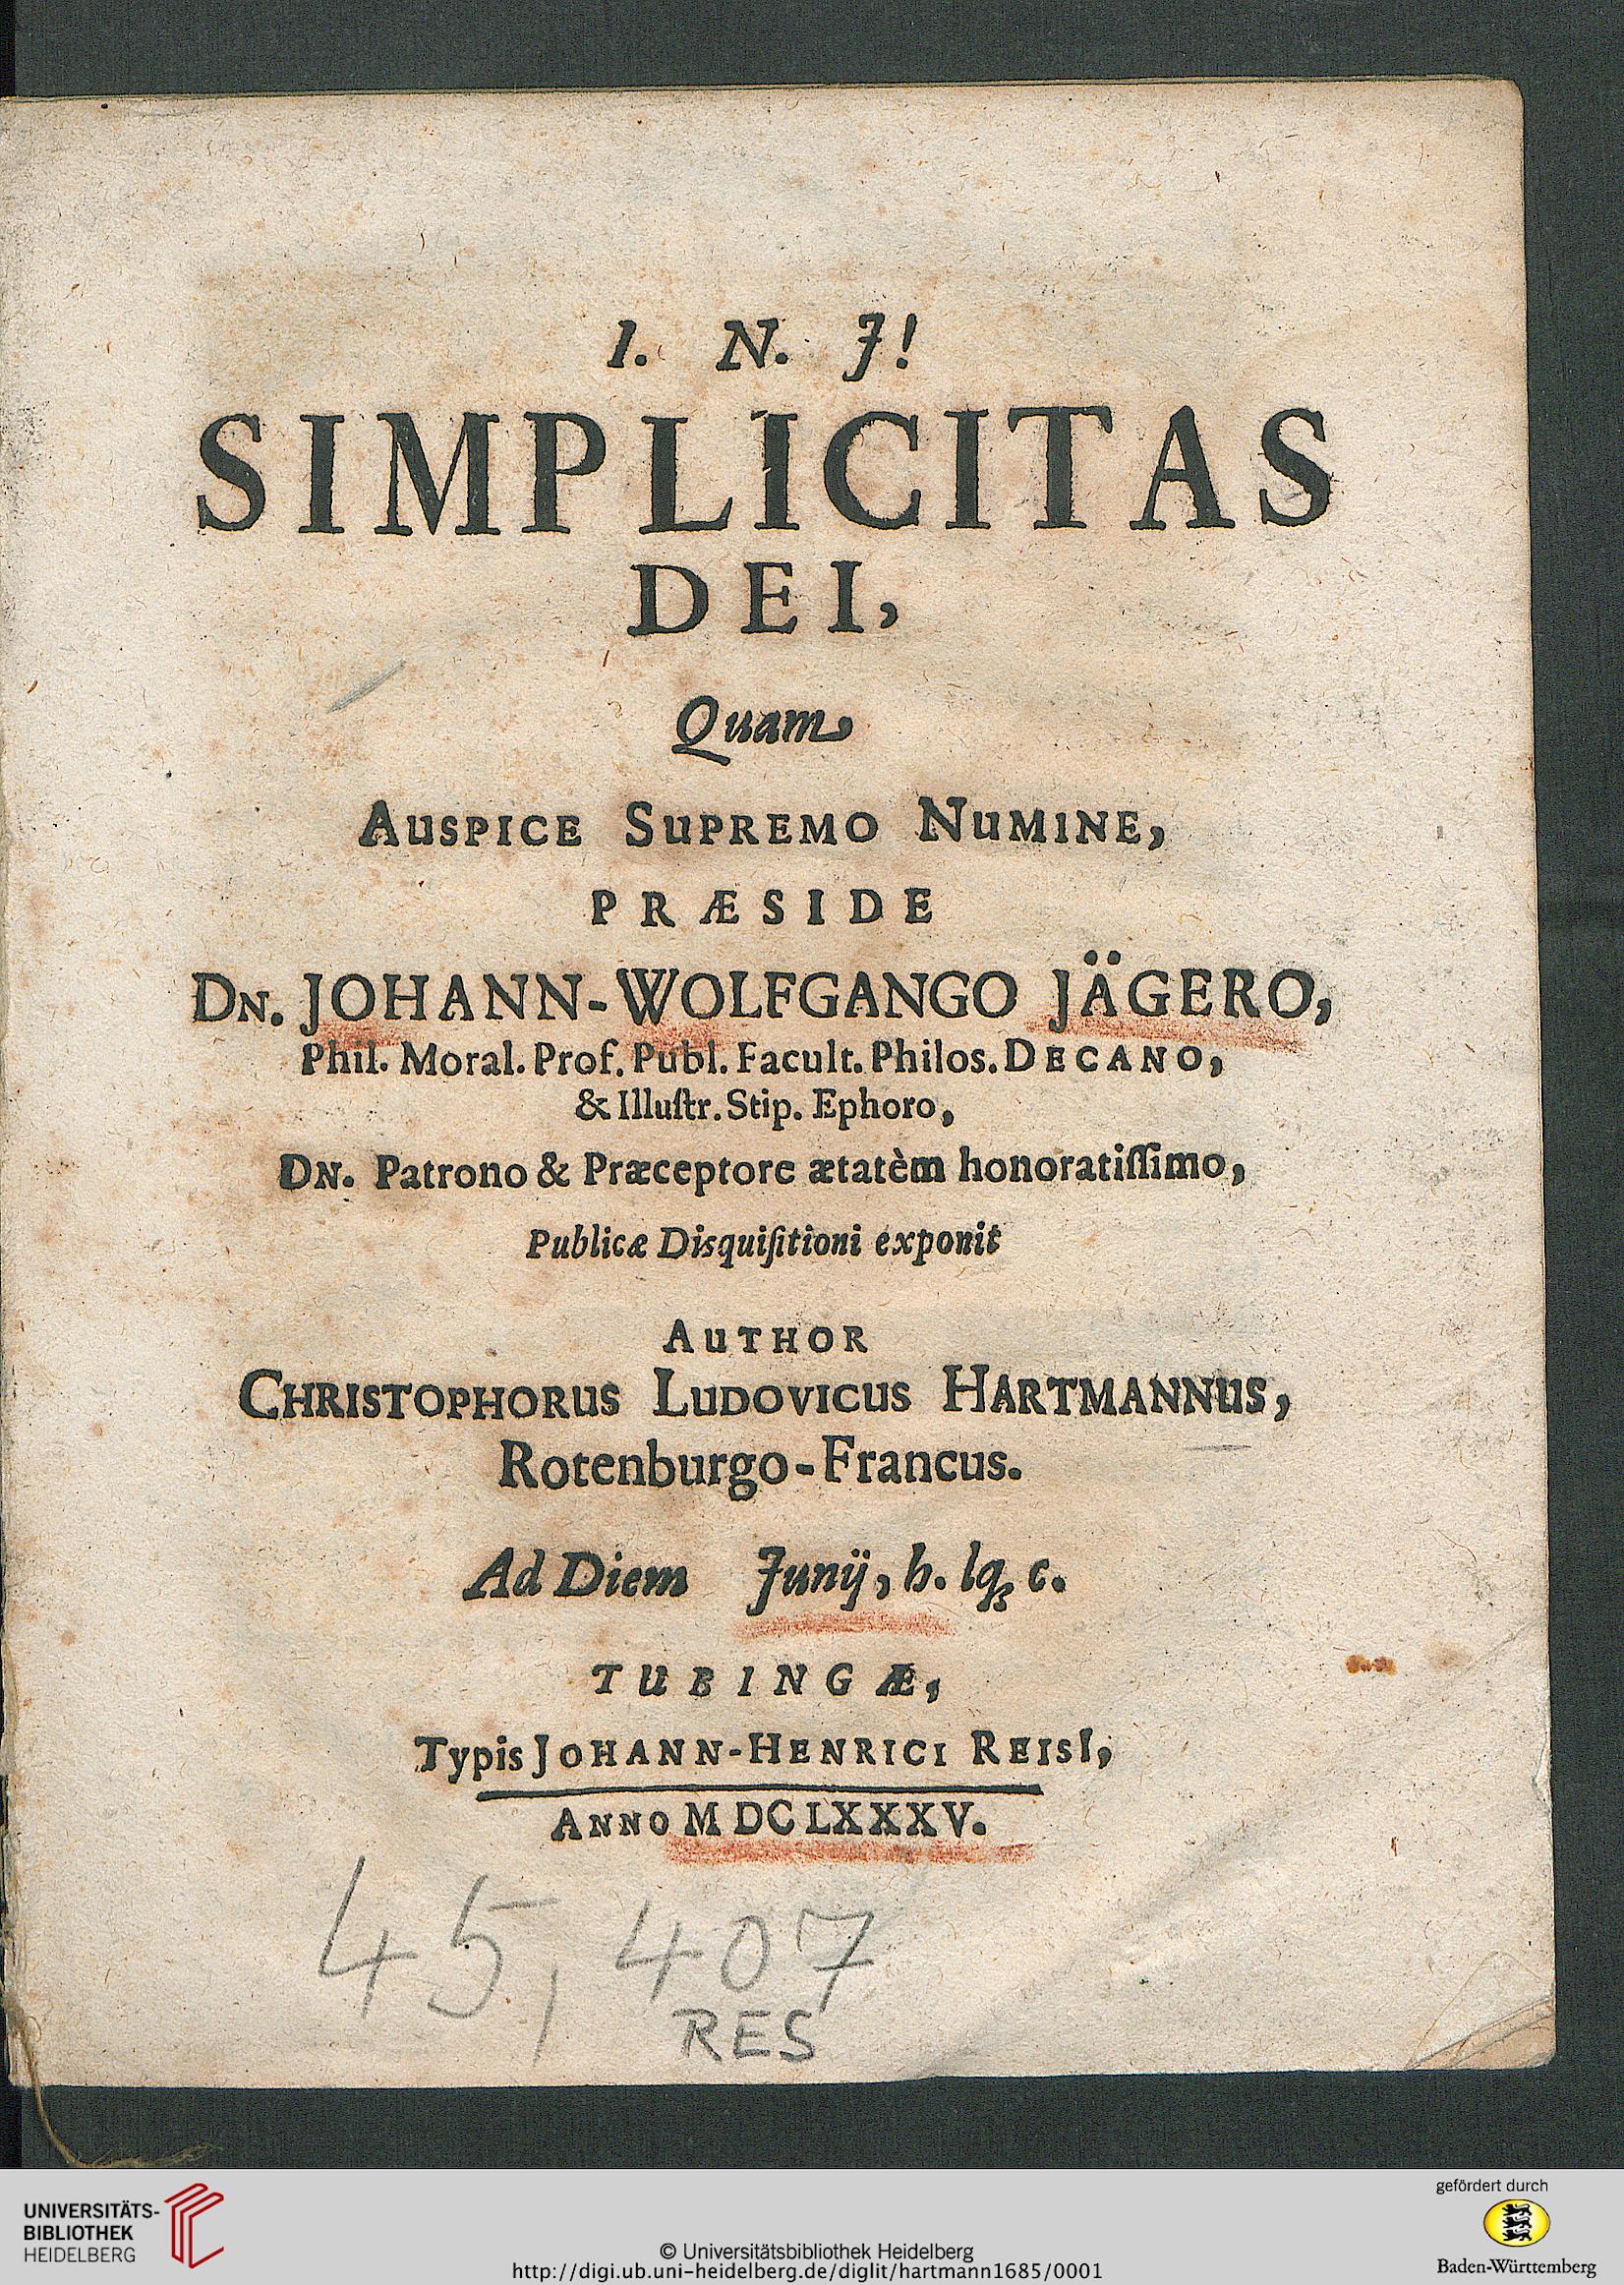 I. N. J!
SIMPLICITAS
DEI,
Quam
AUSPICE SUPREMO NUMINE,
PRÆSIDE
DN. JOHANN-WOLFGANGO JÄGERO,
Phil. Moral. Prof. Publ. Facult. Philos. DECANO,
& Illuſtr. Stip. Ephoro,
DN. Patrono & Præceptore ætatèm honoratiſſimo,
Publicæ Disquiſitioni exponit
AUTHOR
CHRISTOPHORUS LUDOVICUS HARTMANNUS,
Rotenburgo-Francus.
Ad Diem Junij, h. lq́; c.
TUBINGÆ,
Typis JOHANN-HENRICI REISI,
ANNO M DC LXXXV.
45, 407
RES
UNIVERSITÄTS-
BIBLIOTHEK
HEIDELBERG
© Universitätsbibliothek Heidelberg
http://digi.ub.uni-heidelberg.de/diglit/hartmann1685/0001
gefördert durch
Baden-Württemberg